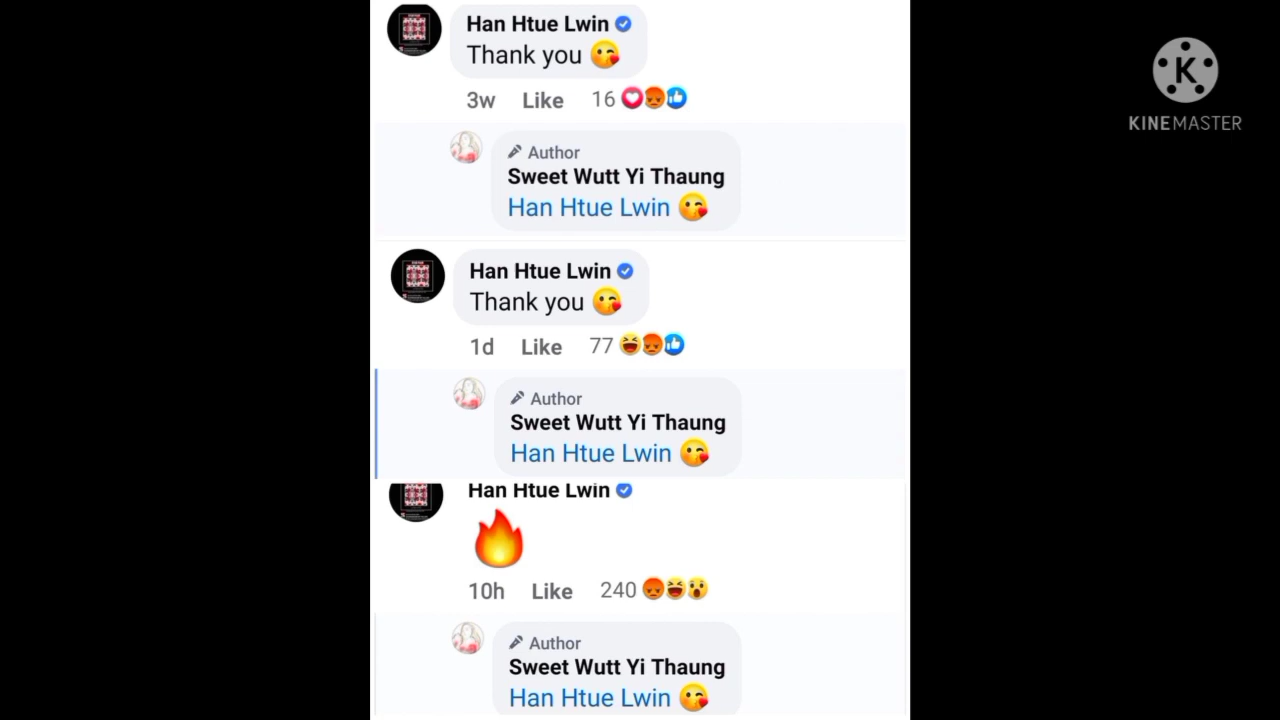 Han Htue Lwin
Thank you 😘
3w Like 16
Author
Sweet Wutt Yi Thaung
Han Htue Lwin 😘
Han Htue Lwin
Thank you 😘
1d Like 77
Author
Sweet Wutt Yi Thaung
Han Htue Lwin 😘
Han Htue Lwin
🔥
10h Like 240
Author
Sweet Wutt Yi Thaung
Han Htue Lwin 😘
K
KINEMASTER